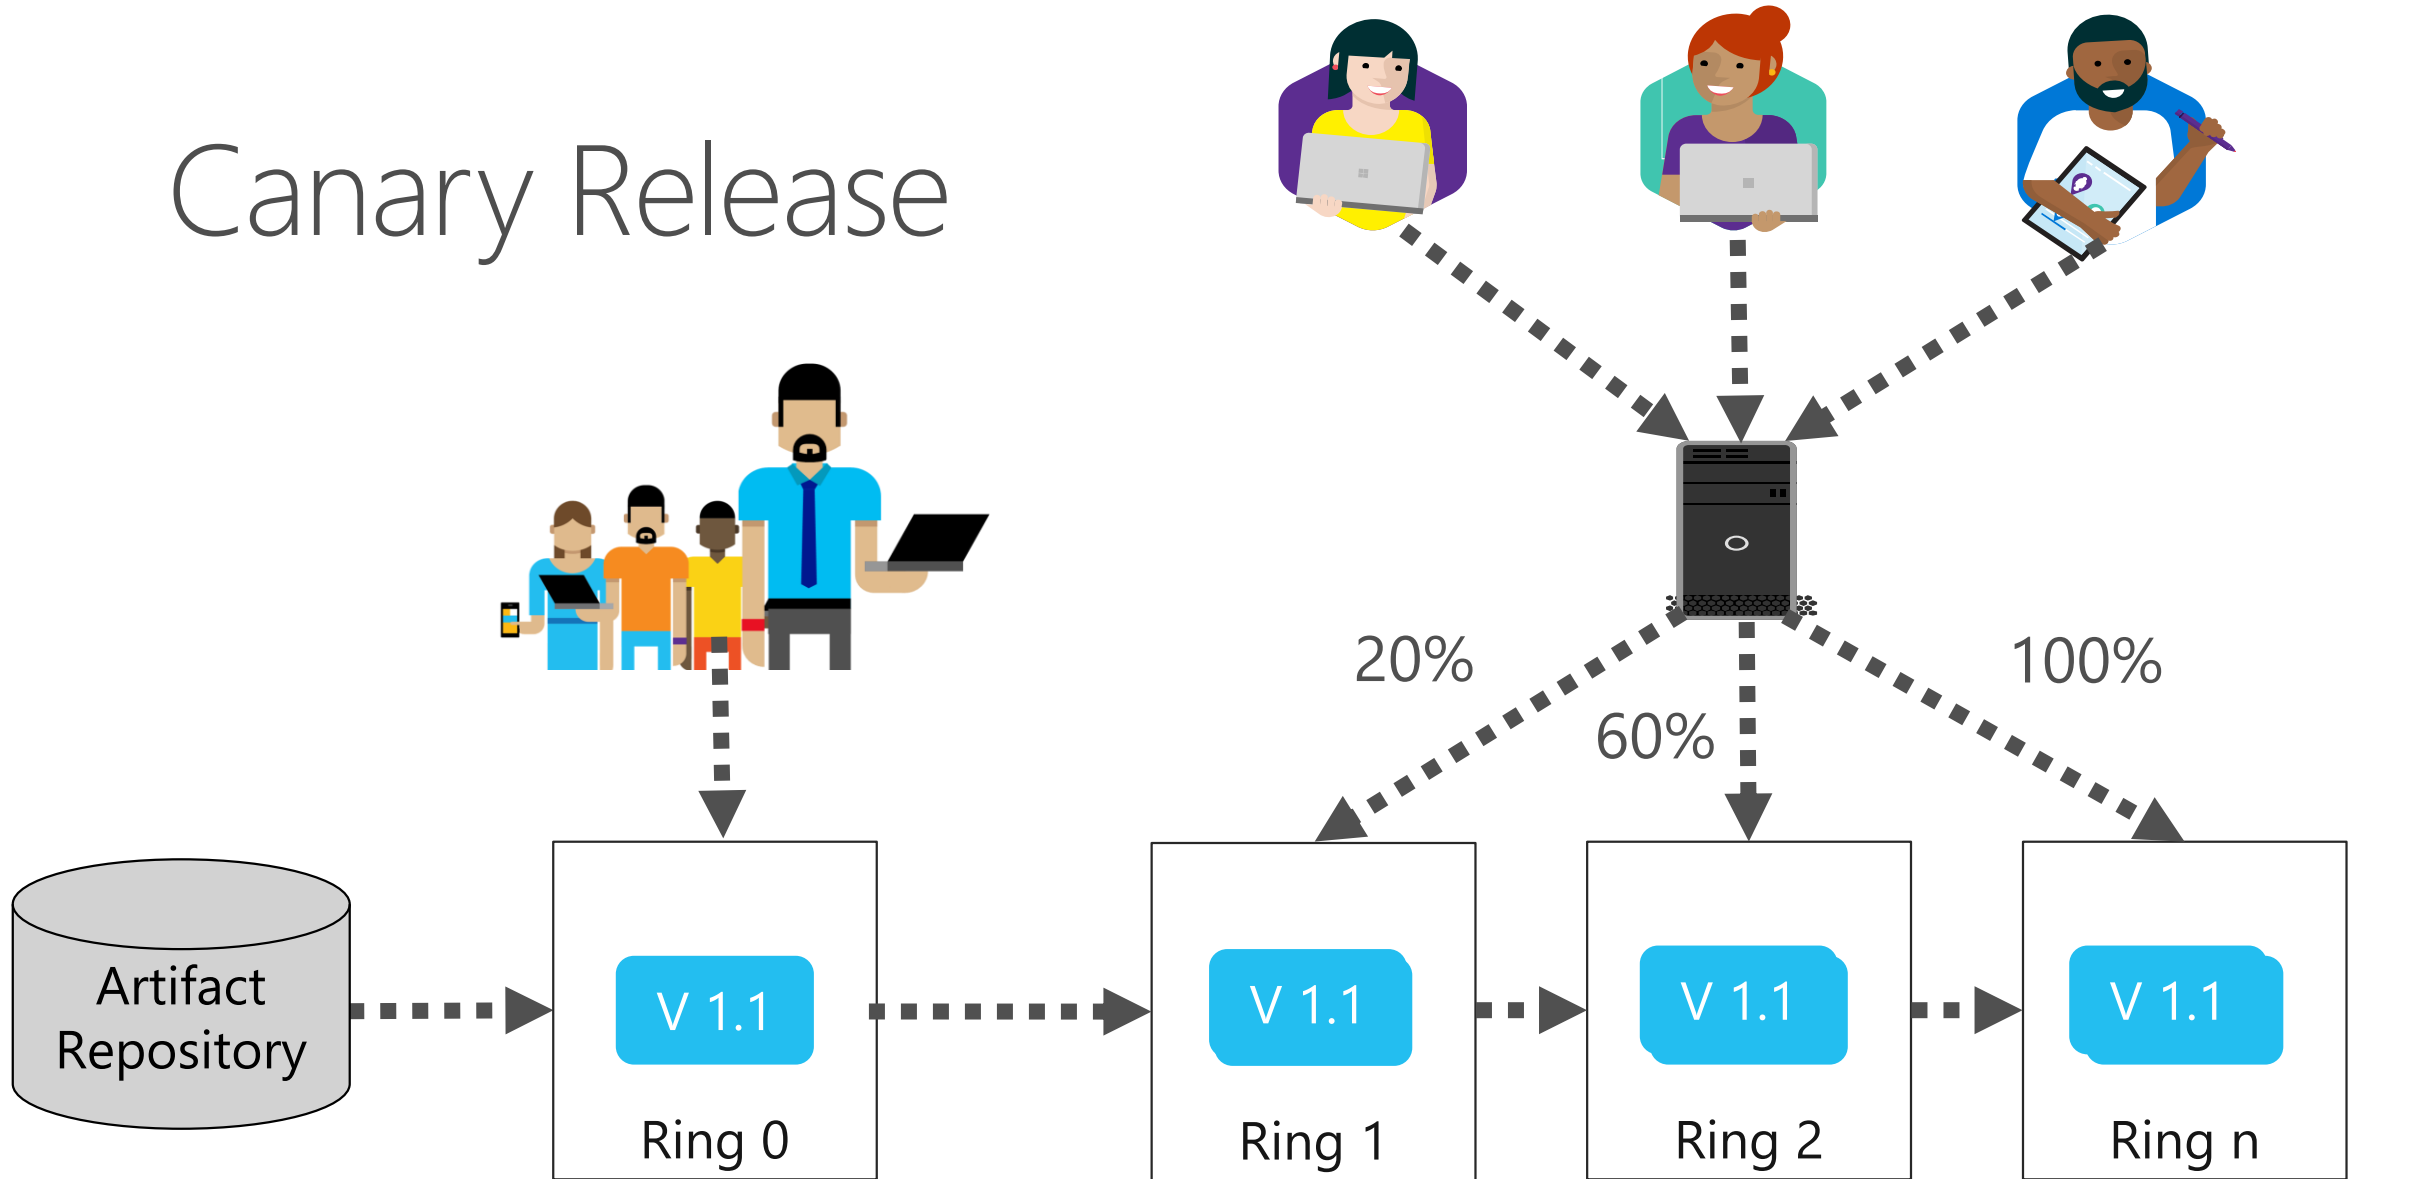 Canary Release
20%
60%
100%
Artifact
Repository
V 1.1
V 1.1
V 1.1
V 1.1
Ring 0
Ring 1
Ring 2
Ring n